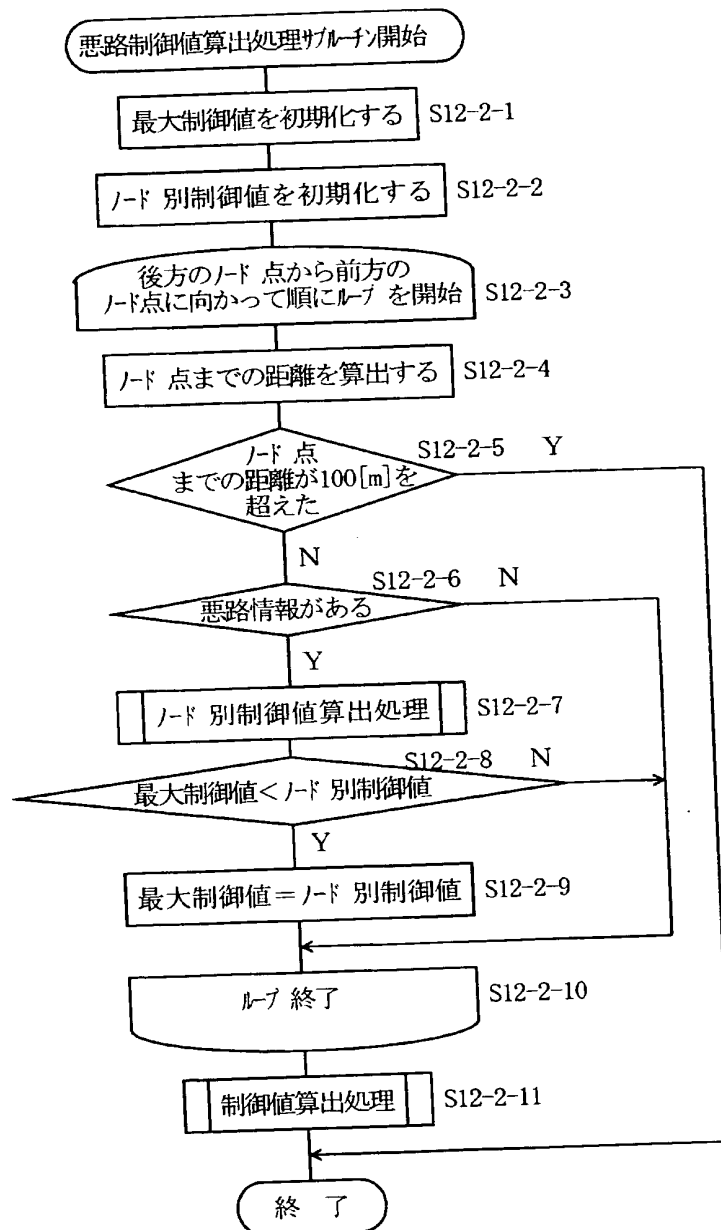 悪路制御値算出処理ｻﾌﾞﾙｰﾁﾝ開始
最大制御値を初期化する
S12-2-1
ﾉｰﾄﾞ 別制御値を初期化する
S12-2-2
後方のﾉｰﾄﾞ 点から前方の
ﾉｰﾄﾞ点に向かって順にﾙｰﾌﾟ を開始
S12-2-3
ﾉｰﾄﾞ 点までの距離を算出する
S12-2-4
S12-2-5
Y
ﾉｰﾄﾞ 点
までの距離が100[m]を
超えた
N
S12-2-6
N
悪路情報がある
Y
ﾉｰﾄﾞ 別制御値算出処理
S12-2-7
S12-2-8
N
最大制御値＜ﾉｰﾄﾞ 別制御値
Y
最大制御値＝ﾉｰﾄﾞ 別制御値
S12-2-9
ﾙｰﾌﾟ 終了
S12-2-10
制御値算出処理
S12-2-11
終 了